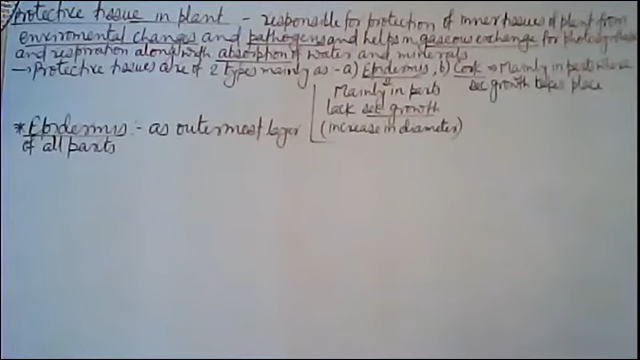 Protective tissue in plant - responsible for protection of inner tissues of plant from
enviromental changes and pathogens and helps in gaseous exchange for photosynthesis
and respiration along with absorption of water and minerals
→ Protective tissues are of 2 types mainly as - a) Epidermis, b) Cork → Mainly in parts where
Mainly in parts sec growth takes place
lack sec growth
* Epidermis :- as outermost layer (increase in diameter)
of all parts